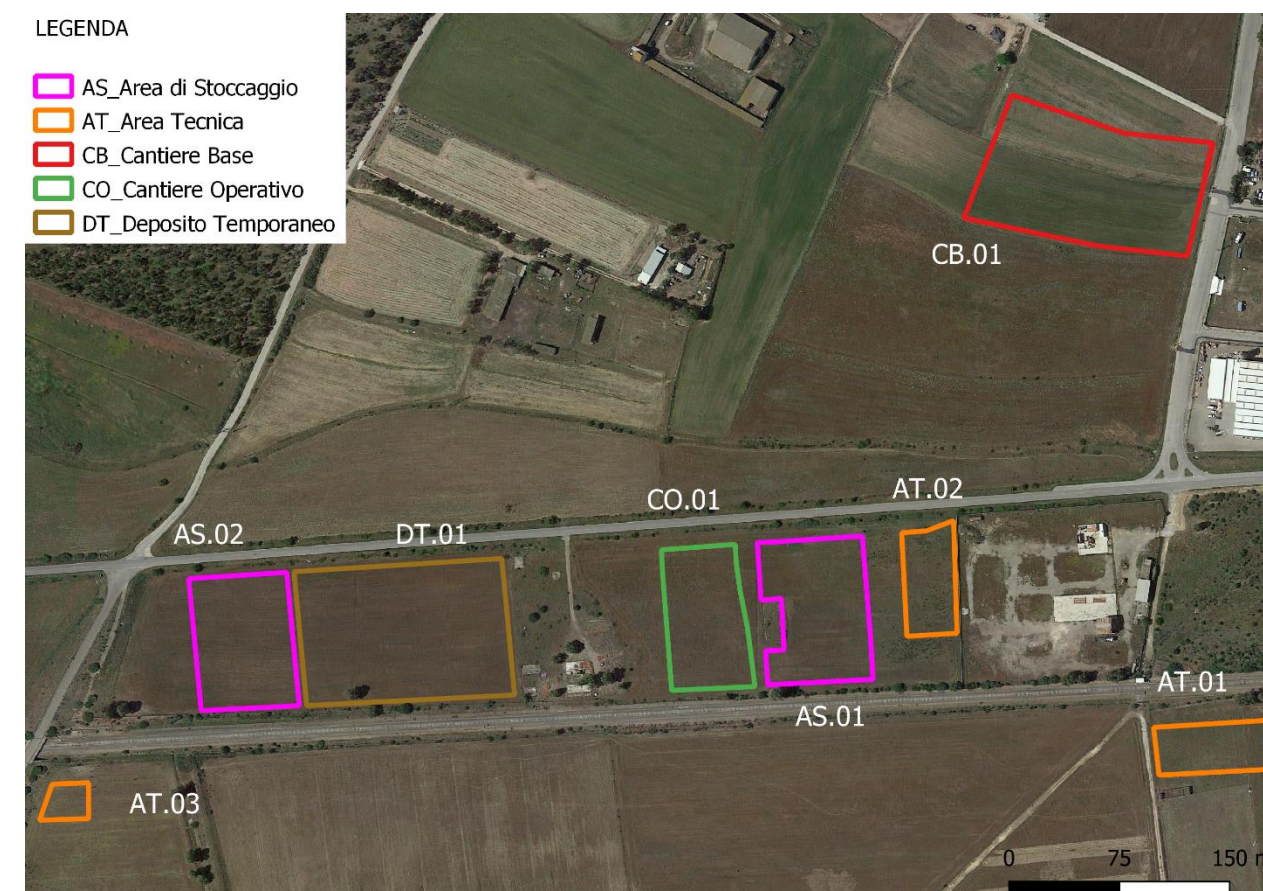 LEGENDA
AS_Area di Stoccaggio
AT_Area Tecnica
CB_Cantiere Base
CO_Cantiere Operativo
DT_Deposito Temporaneo
CB.01
AT.02
CO.01
AS.02
DT.01
AT.01
AS.01
AT.03
0 75 150 m